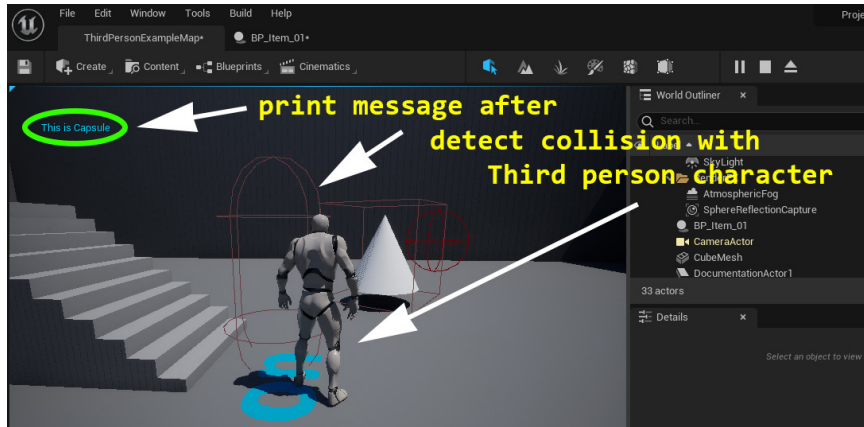 File Edit Window Tools Build Help
Proje
ThirdPersonExampleMap•
BP_Item_01•
Create Content Blueprints Cinematics
World Outliner
Search...
This is Capsule
print message after
detect collision with
Third person character
SkyLight
AtmosphericFog
SphereReflectionCapture
BP_Item_01
CameraActor
CubeMesh
DocumentationActor1
33 actors
Details
Select an object to view